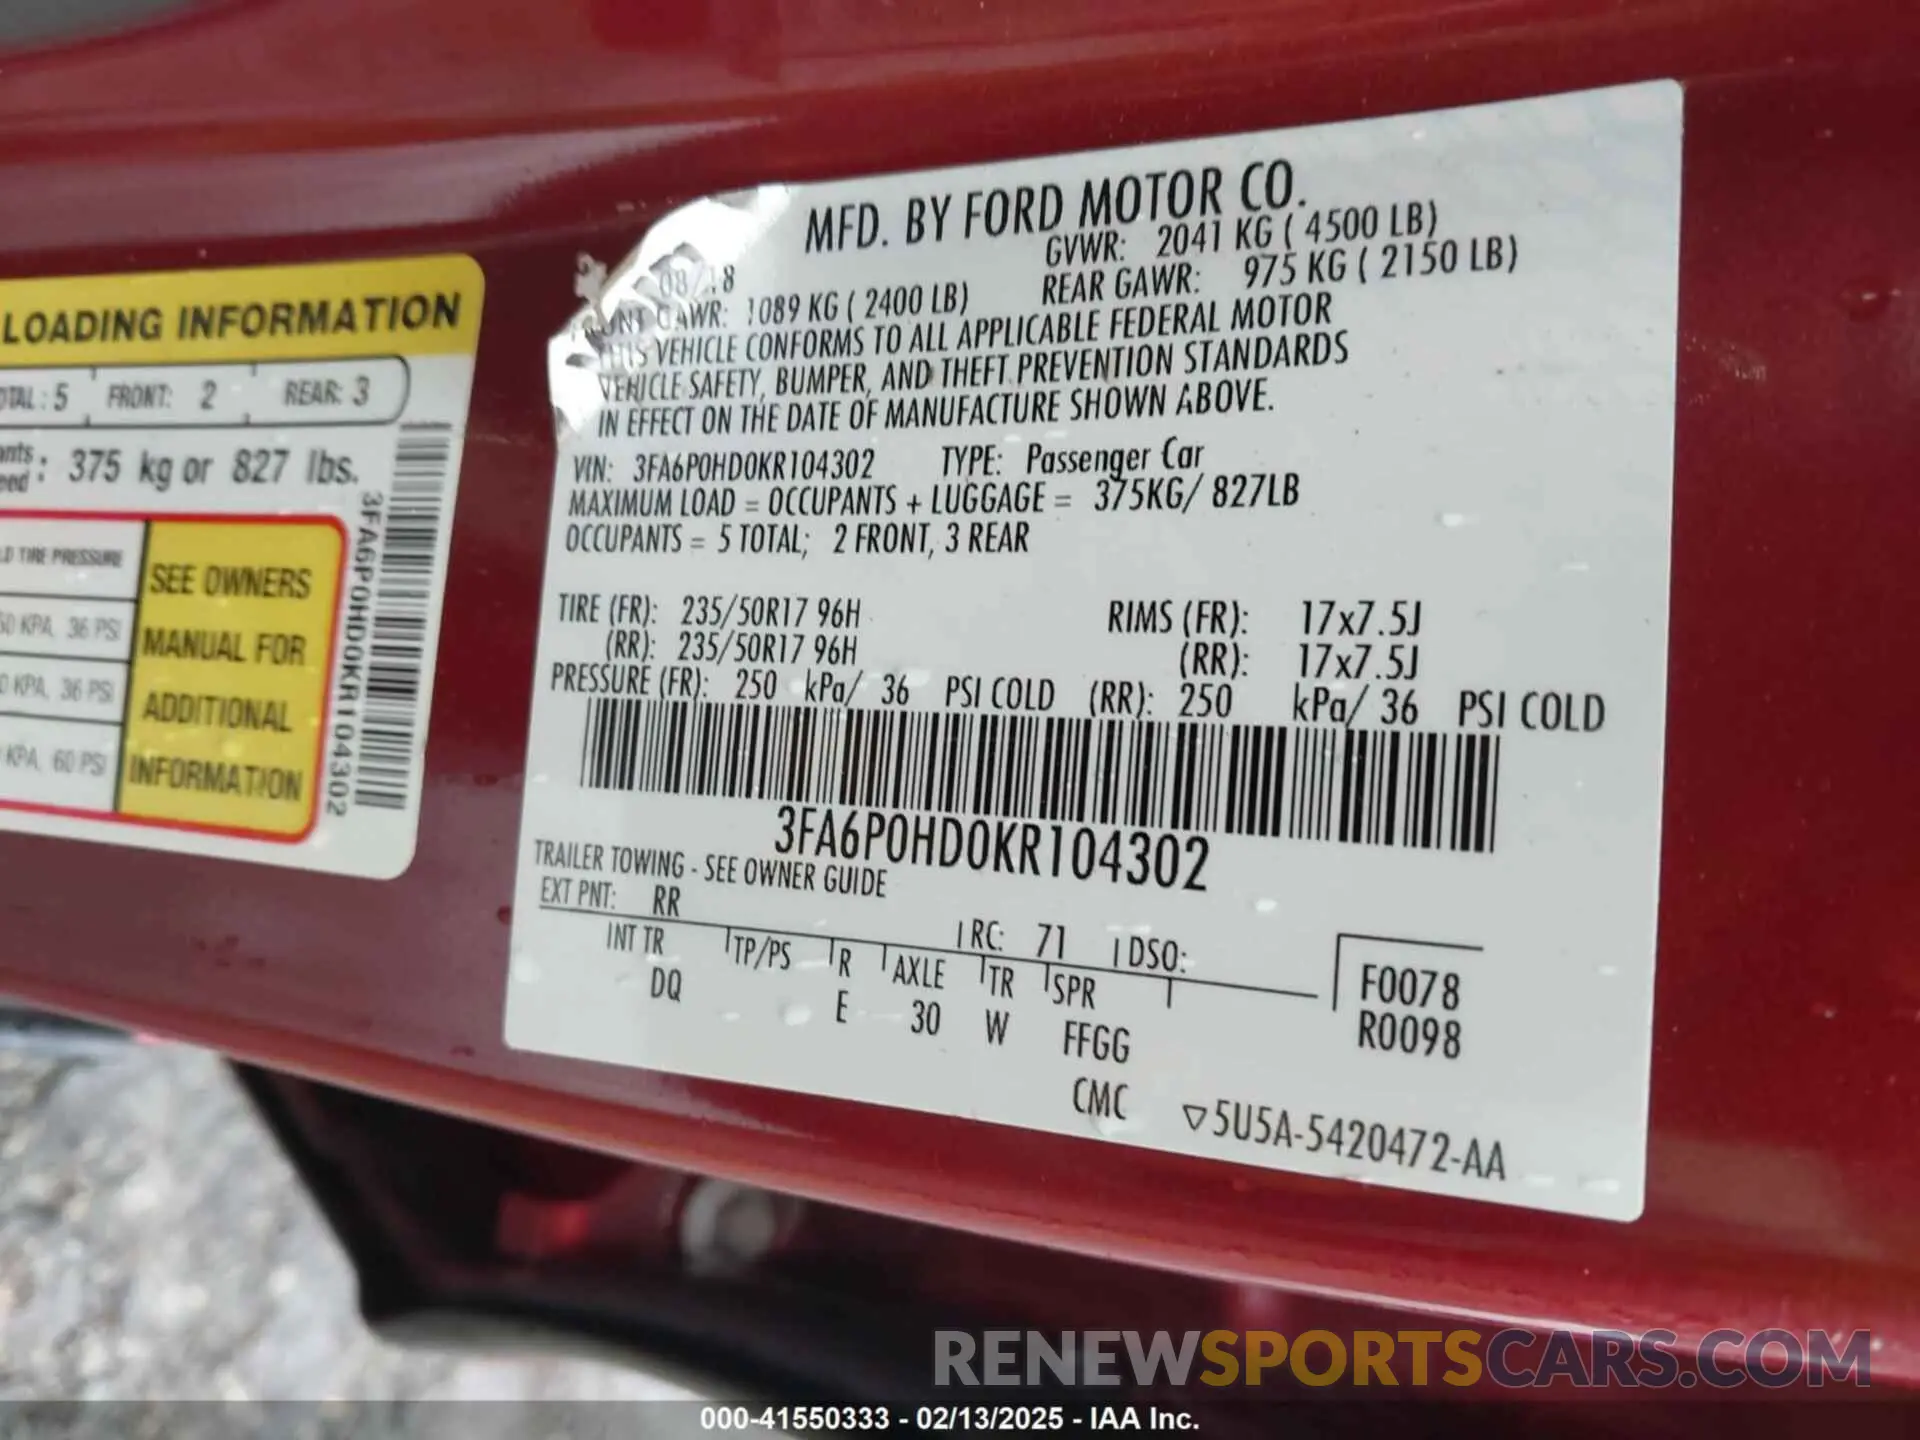 LOADING INFORMATION
: 5 FRONT: 2 REAR: 3
: 375 kg or 827 lbs.
TIRE PRESSURE
KPA, 36 PSI
KPA, 36 PSI
KPA, 60 PSI
SEE OWNERS
MANUAL FOR
ADDITIONAL
INFORMATION
3FA6P0HD0KR104302
MFD. BY FORD MOTOR CO.
08/18 GVWR: 2041 KG ( 4500 LB)
FRONT GAWR: 1089 KG ( 2400 LB) REAR GAWR: 975 KG ( 2150 LB)
THIS VEHICLE CONFORMS TO ALL APPLICABLE FEDERAL MOTOR
VEHICLE SAFETY, BUMPER, AND THEFT PREVENTION STANDARDS
IN EFFECT ON THE DATE OF MANUFACTURE SHOWN ABOVE.
VIN: 3FA6P0HD0KR104302 TYPE: Passenger Car
MAXIMUM LOAD = OCCUPANTS + LUGGAGE = 375KG/ 827LB
OCCUPANTS = 5 TOTAL; 2 FRONT, 3 REAR
TIRE (FR): 235/50R17 96H RIMS (FR): 17x7.5J
(RR): 235/50R17 96H (RR): 17x7.5J
PRESSURE (FR): 250 kPa/ 36 PSI COLD (RR): 250 kPa/ 36 PSI COLD
3FA6P0HD0KR104302
TRAILER TOWING - SEE OWNER GUIDE
EXT PNT: RR RC: 71 DSO:
INT TR TP/PS R AXLE TR SPR F0078
DQ E 30 W FFGG R0098
CMC ▽5U5A-5420472-AA
RENEWSPORTSCARS.COM
000-41550333 - 02/13/2025 - IAA Inc.